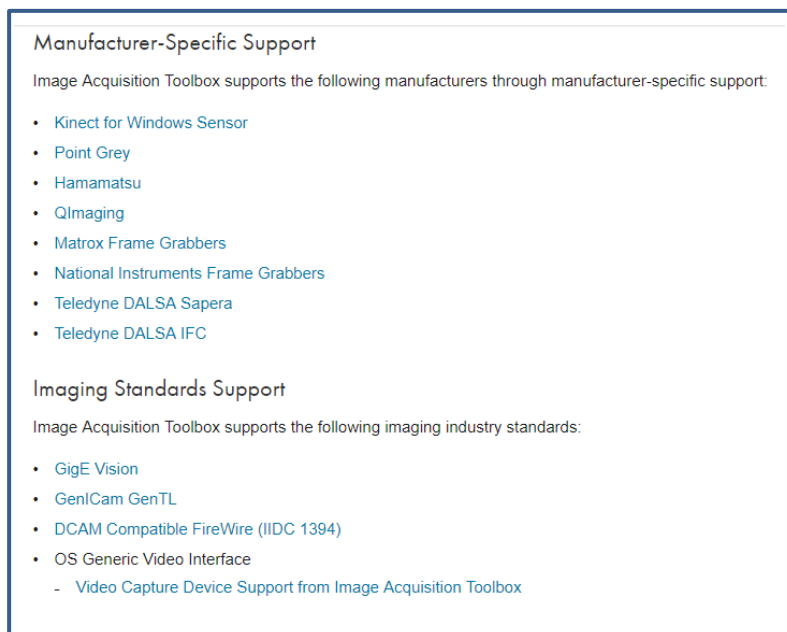 Manufacturer-Specific Support
Image Acquisition Toolbox supports the following manufacturers through manufacturer-specific support:
• Kinect for Windows Sensor
• Point Grey
• Hamamatsu
• QImaging
• Matrox Frame Grabbers
• National Instruments Frame Grabbers
• Teledyne DALSA Sapera
• Teledyne DALSA IFC
Imaging Standards Support
Image Acquisition Toolbox supports the following imaging industry standards:
• GigE Vision
• GenICam GenTL
• DCAM Compatible FireWire (IIDC 1394)
• OS Generic Video Interface
- Video Capture Device Support from Image Acquisition Toolbox